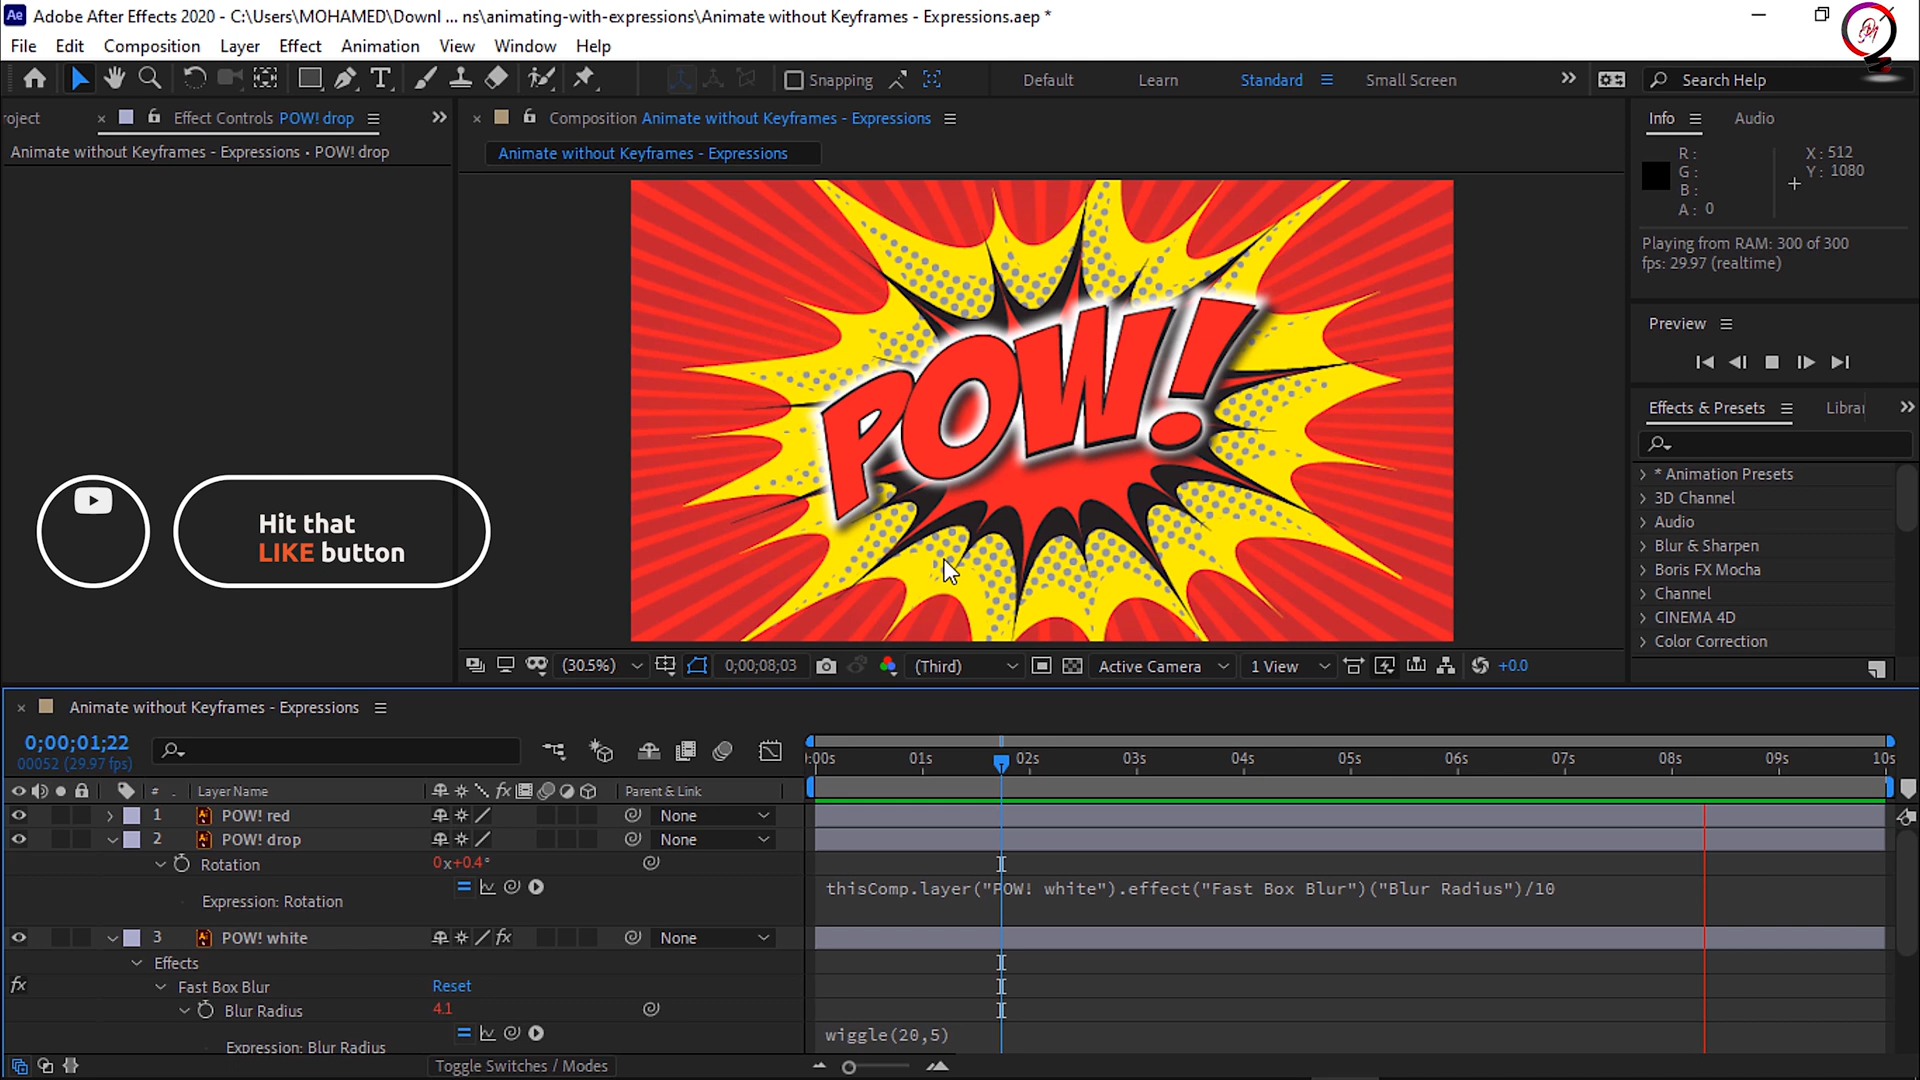 Adobe After Effects 2020 - C:\Users\MOHAMED\Downl ... ns\animating-with-expressions\Animate without Keyframes - Expressions.aep *
File Edit Composition Layer Effect Animation View Window Help
Snapping Default Learn Standard Small Screen Search Help
roject Effect Controls POW! drop
Animate without Keyframes - Expressions • POW! drop
Composition Animate without Keyframes - Expressions
Animate without Keyframes - Expressions
POW!
Hit that
LIKE button
(30.5%) 0;00;08;03 (Third) Active Camera 1 View +0.0
Info Audio
R : X : 512
G : Y : 1080
B :
A : 0
Playing from RAM: 300 of 300
fps: 29.97 (realtime)
Preview
Effects & Presets Librar
* Animation Presets
3D Channel
Audio
Blur & Sharpen
Boris FX Mocha
Channel
CINEMA 4D
Color Correction
Animate without Keyframes - Expressions
0;00;01;22
00052 (29.97 fps)
:00s 01s 02s 03s 04s 05s 06s 07s 08s 09s 10s
# Layer Name fx Parent & Link
1 POW! red None
2 POW! drop None
Rotation 0x+0.4°
Expression: Rotation thisComp.layer("POW! white").effect("Fast Box Blur")("Blur Radius")/10
3 POW! white fx None
Effects
fx Fast Box Blur Reset
Blur Radius 4.1
Expression: Blur Radius wiggle(20,5)
Toggle Switches / Modes